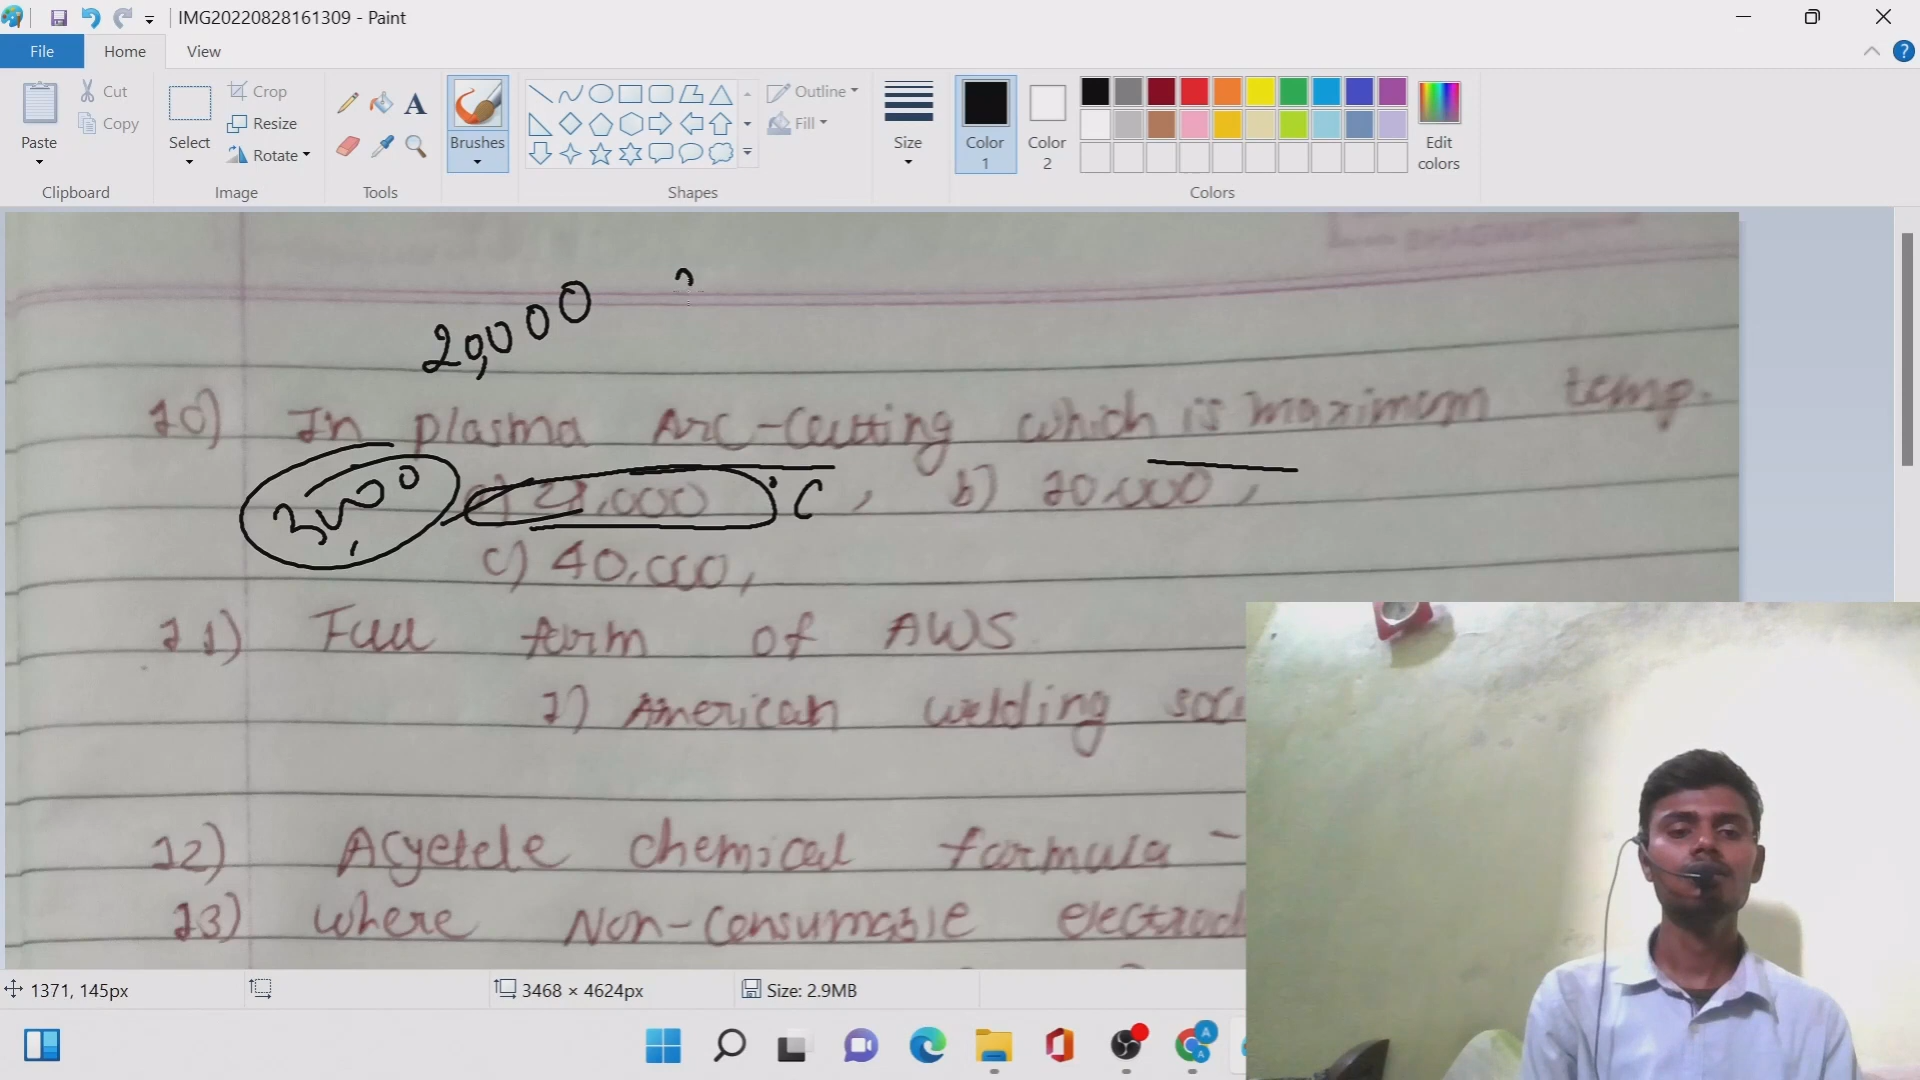 IMG20220828161309 - Paint
File Home View
Paste
Cut
Copy
Clipboard
Select
Crop
Resize
Rotate
Image
A
Tools
Brushes
Shapes
Outline
Fill
Size
Color 1
Color 2
Edit colors
Colors
20,000
10) In plasma Arc-Cutting which is maximum temp.
,000 °C , b) 20.000,
c) 40.000,
11) Full form of AWS
1) American welding
12) Acyetele chemical formula -
13) where Non-Consumable
1371, 145px
3468 × 4624px
Size: 2.9MB